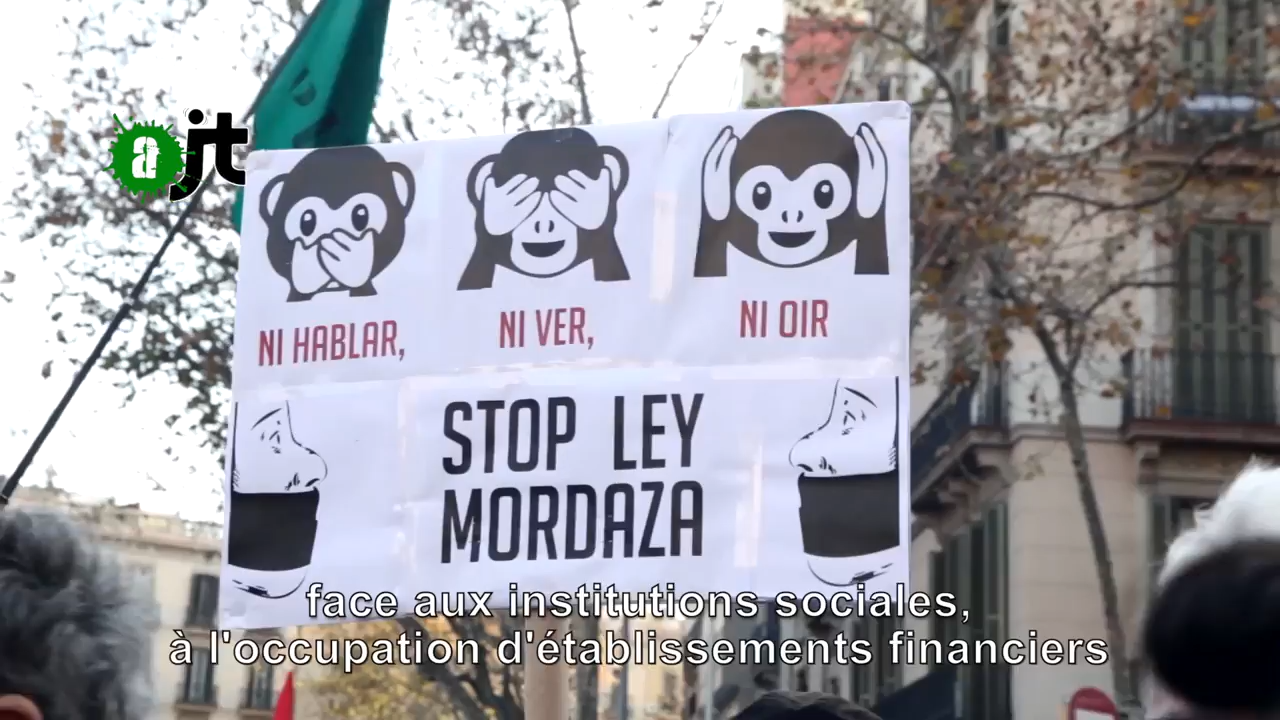 ajt
NI HABLAR,
NI VER,
NI OIR
STOP LEY
MORDAZA
face aux institutions sociales,
à l'occupation d'établissements financiers